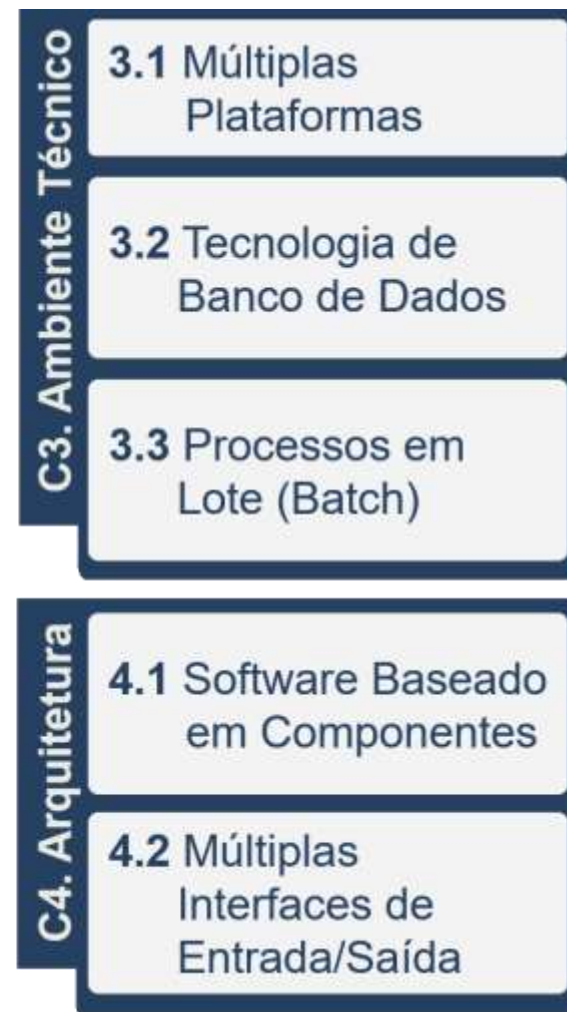 C3. Ambiente Técnico
3.1 Múltiplas
Plataformas
3.2 Tecnologia de
Banco de Dados
3.3 Processos em
Lote (Batch)
C4. Arquitetura
4.1 Software Baseado
em Componentes
4.2 Múltiplas
Interfaces de
Entrada/Saída